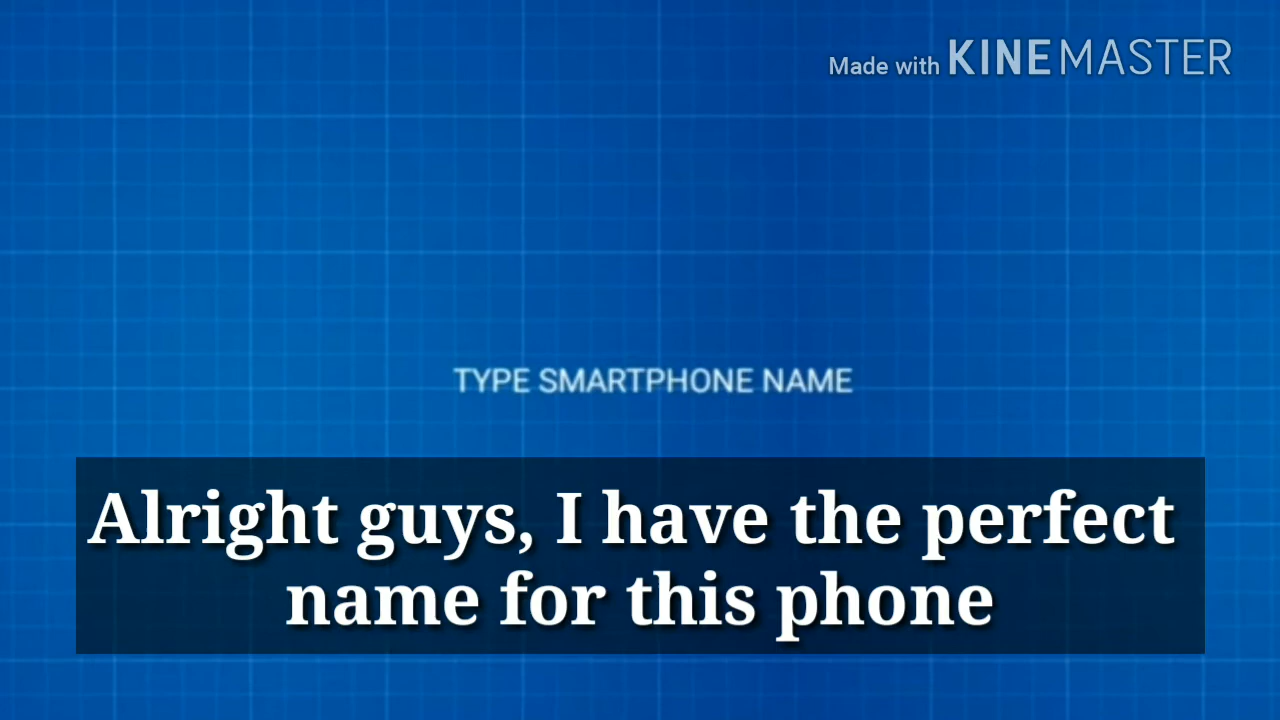 Made with KINEMASTER
TYPE SMARTPHONE NAME
Alright guys, I have the perfect
name for this phone